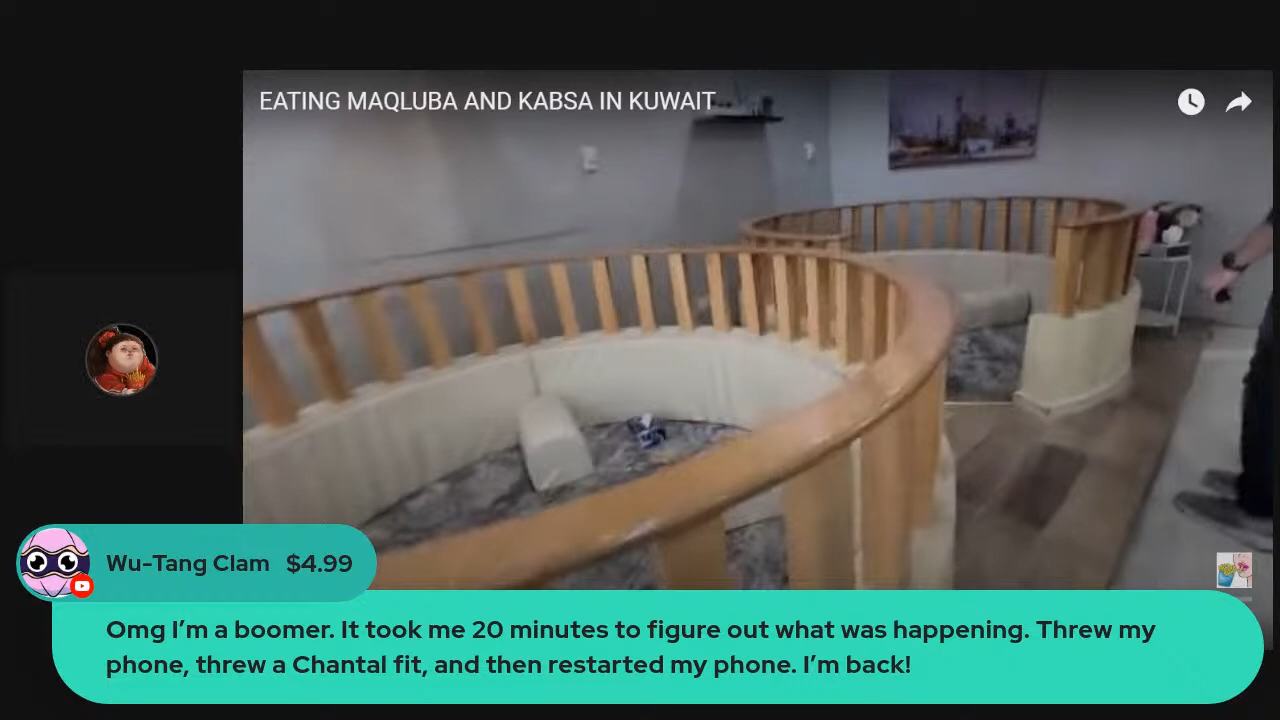 EATING MAQLUBA AND KABSA IN KUWAIT
Wu-Tang Clam $4.99
Omg I’m a boomer. It took me 20 minutes to figure out what was happening. Threw my
phone, threw a Chantal fit, and then restarted my phone. I’m back!